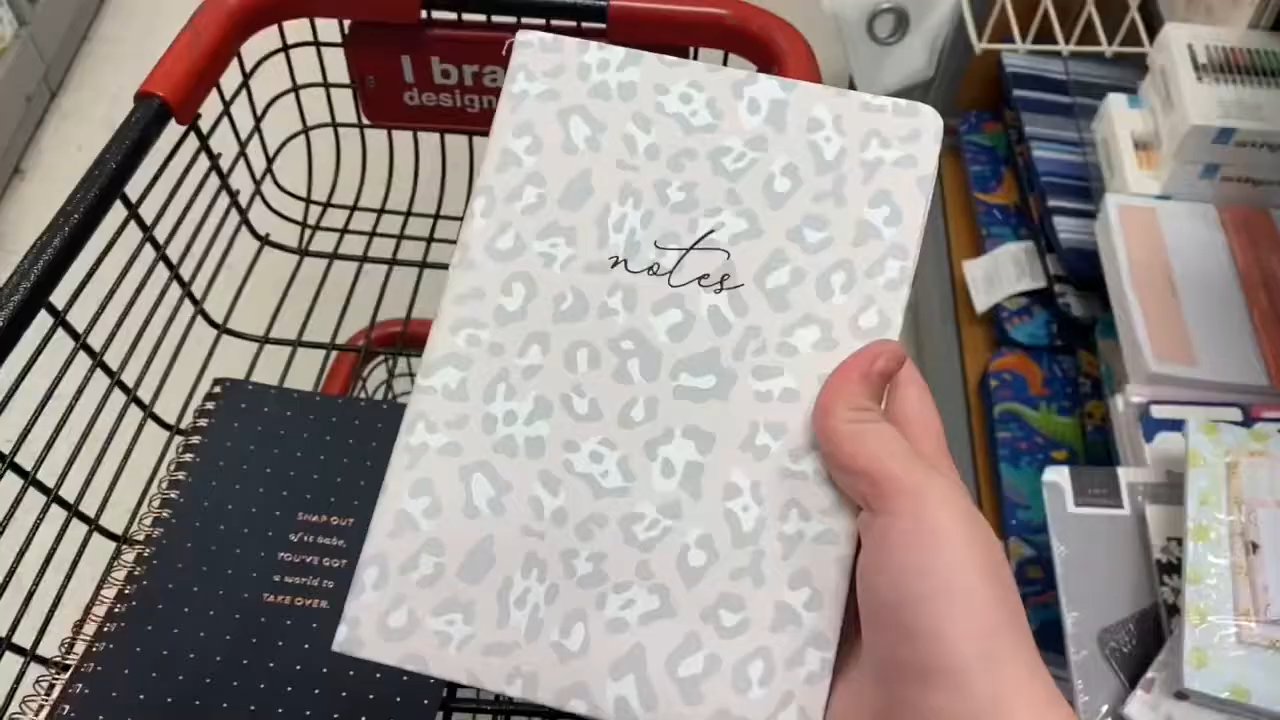 I bra
design
notes
SNAP OUT
of it babe,
YOU'VE GOT
a world to
TAKE OVER.